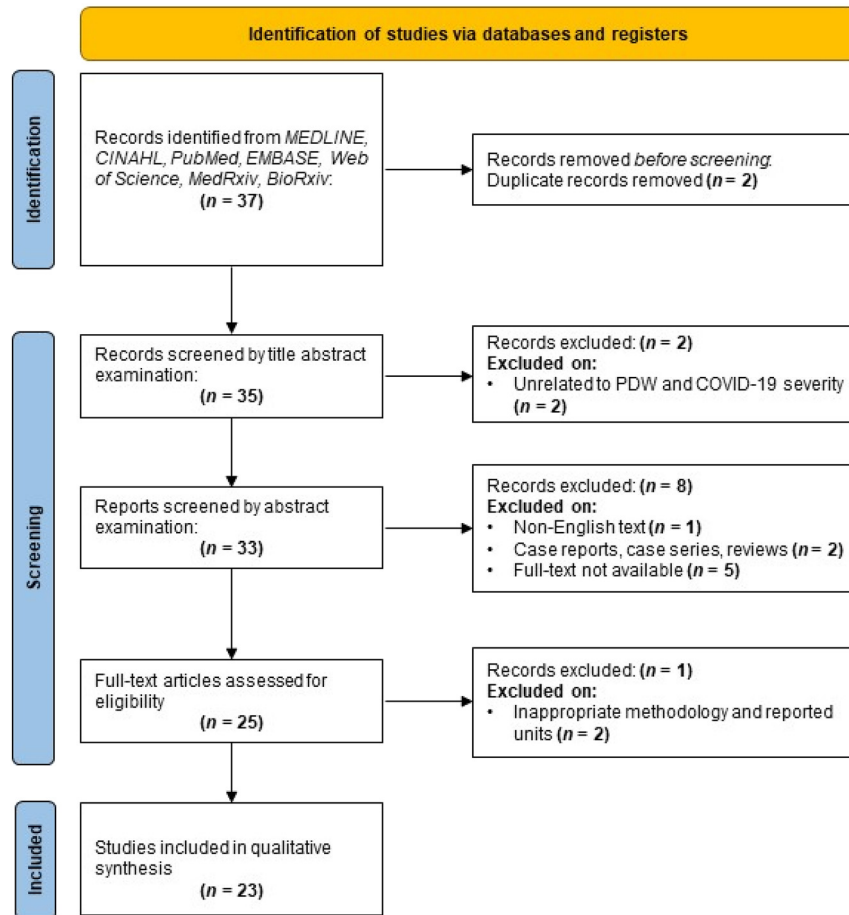 Identification of studies via databases and registers
Identification
Records identified from MEDLINE,
CINAHL, PubMed, EMBASE, Web
of Science, MedRxiv, BioRxiv:
(n = 37)
Records removed before screening:
Duplicate records removed (n = 2)
Screening
Records screened by title abstract
examination:
(n = 35)
Records excluded: (n = 2)
Excluded on:
• Unrelated to PDW and COVID-19 severity
(n = 2)
Reports screened by abstract
examination:
(n = 33)
Records excluded: (n = 8)
Excluded on:
• Non-English text (n = 1)
• Case reports, case series, reviews (n = 2)
• Full-text not available (n = 5)
Full-text articles assessed for
eligibility
(n = 25)
Records excluded: (n = 1)
Excluded on:
• Inappropriate methodology and reported
units (n = 2)
Included
Studies included in qualitative
synthesis
(n = 23)